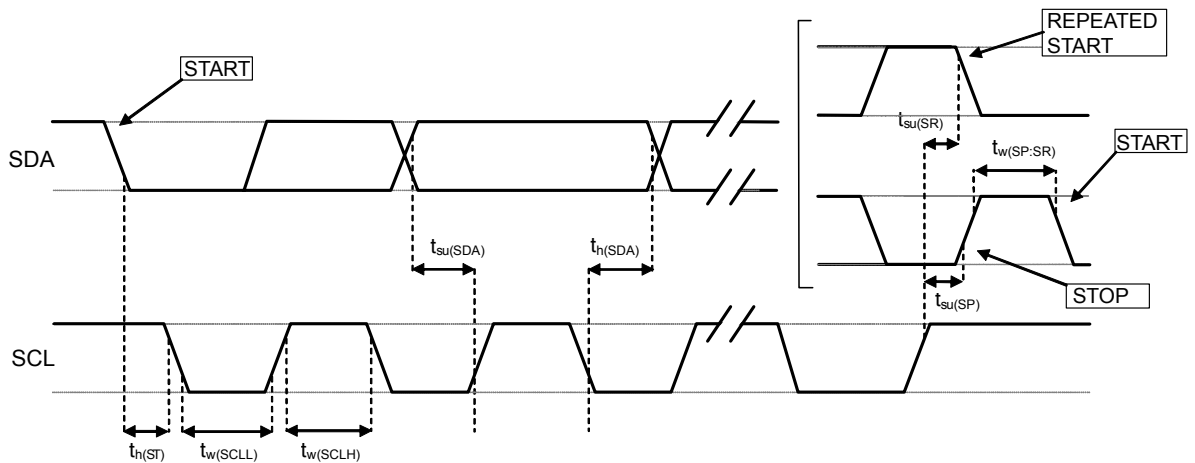 REPEATED
START
START
tsu(SR)
tw(SP:SR)
START
SDA
tsu(SDA)
th(SDA)
tsu(SP)
STOP
SCL
th(ST)
tw(SCLL)
tw(SCLH)